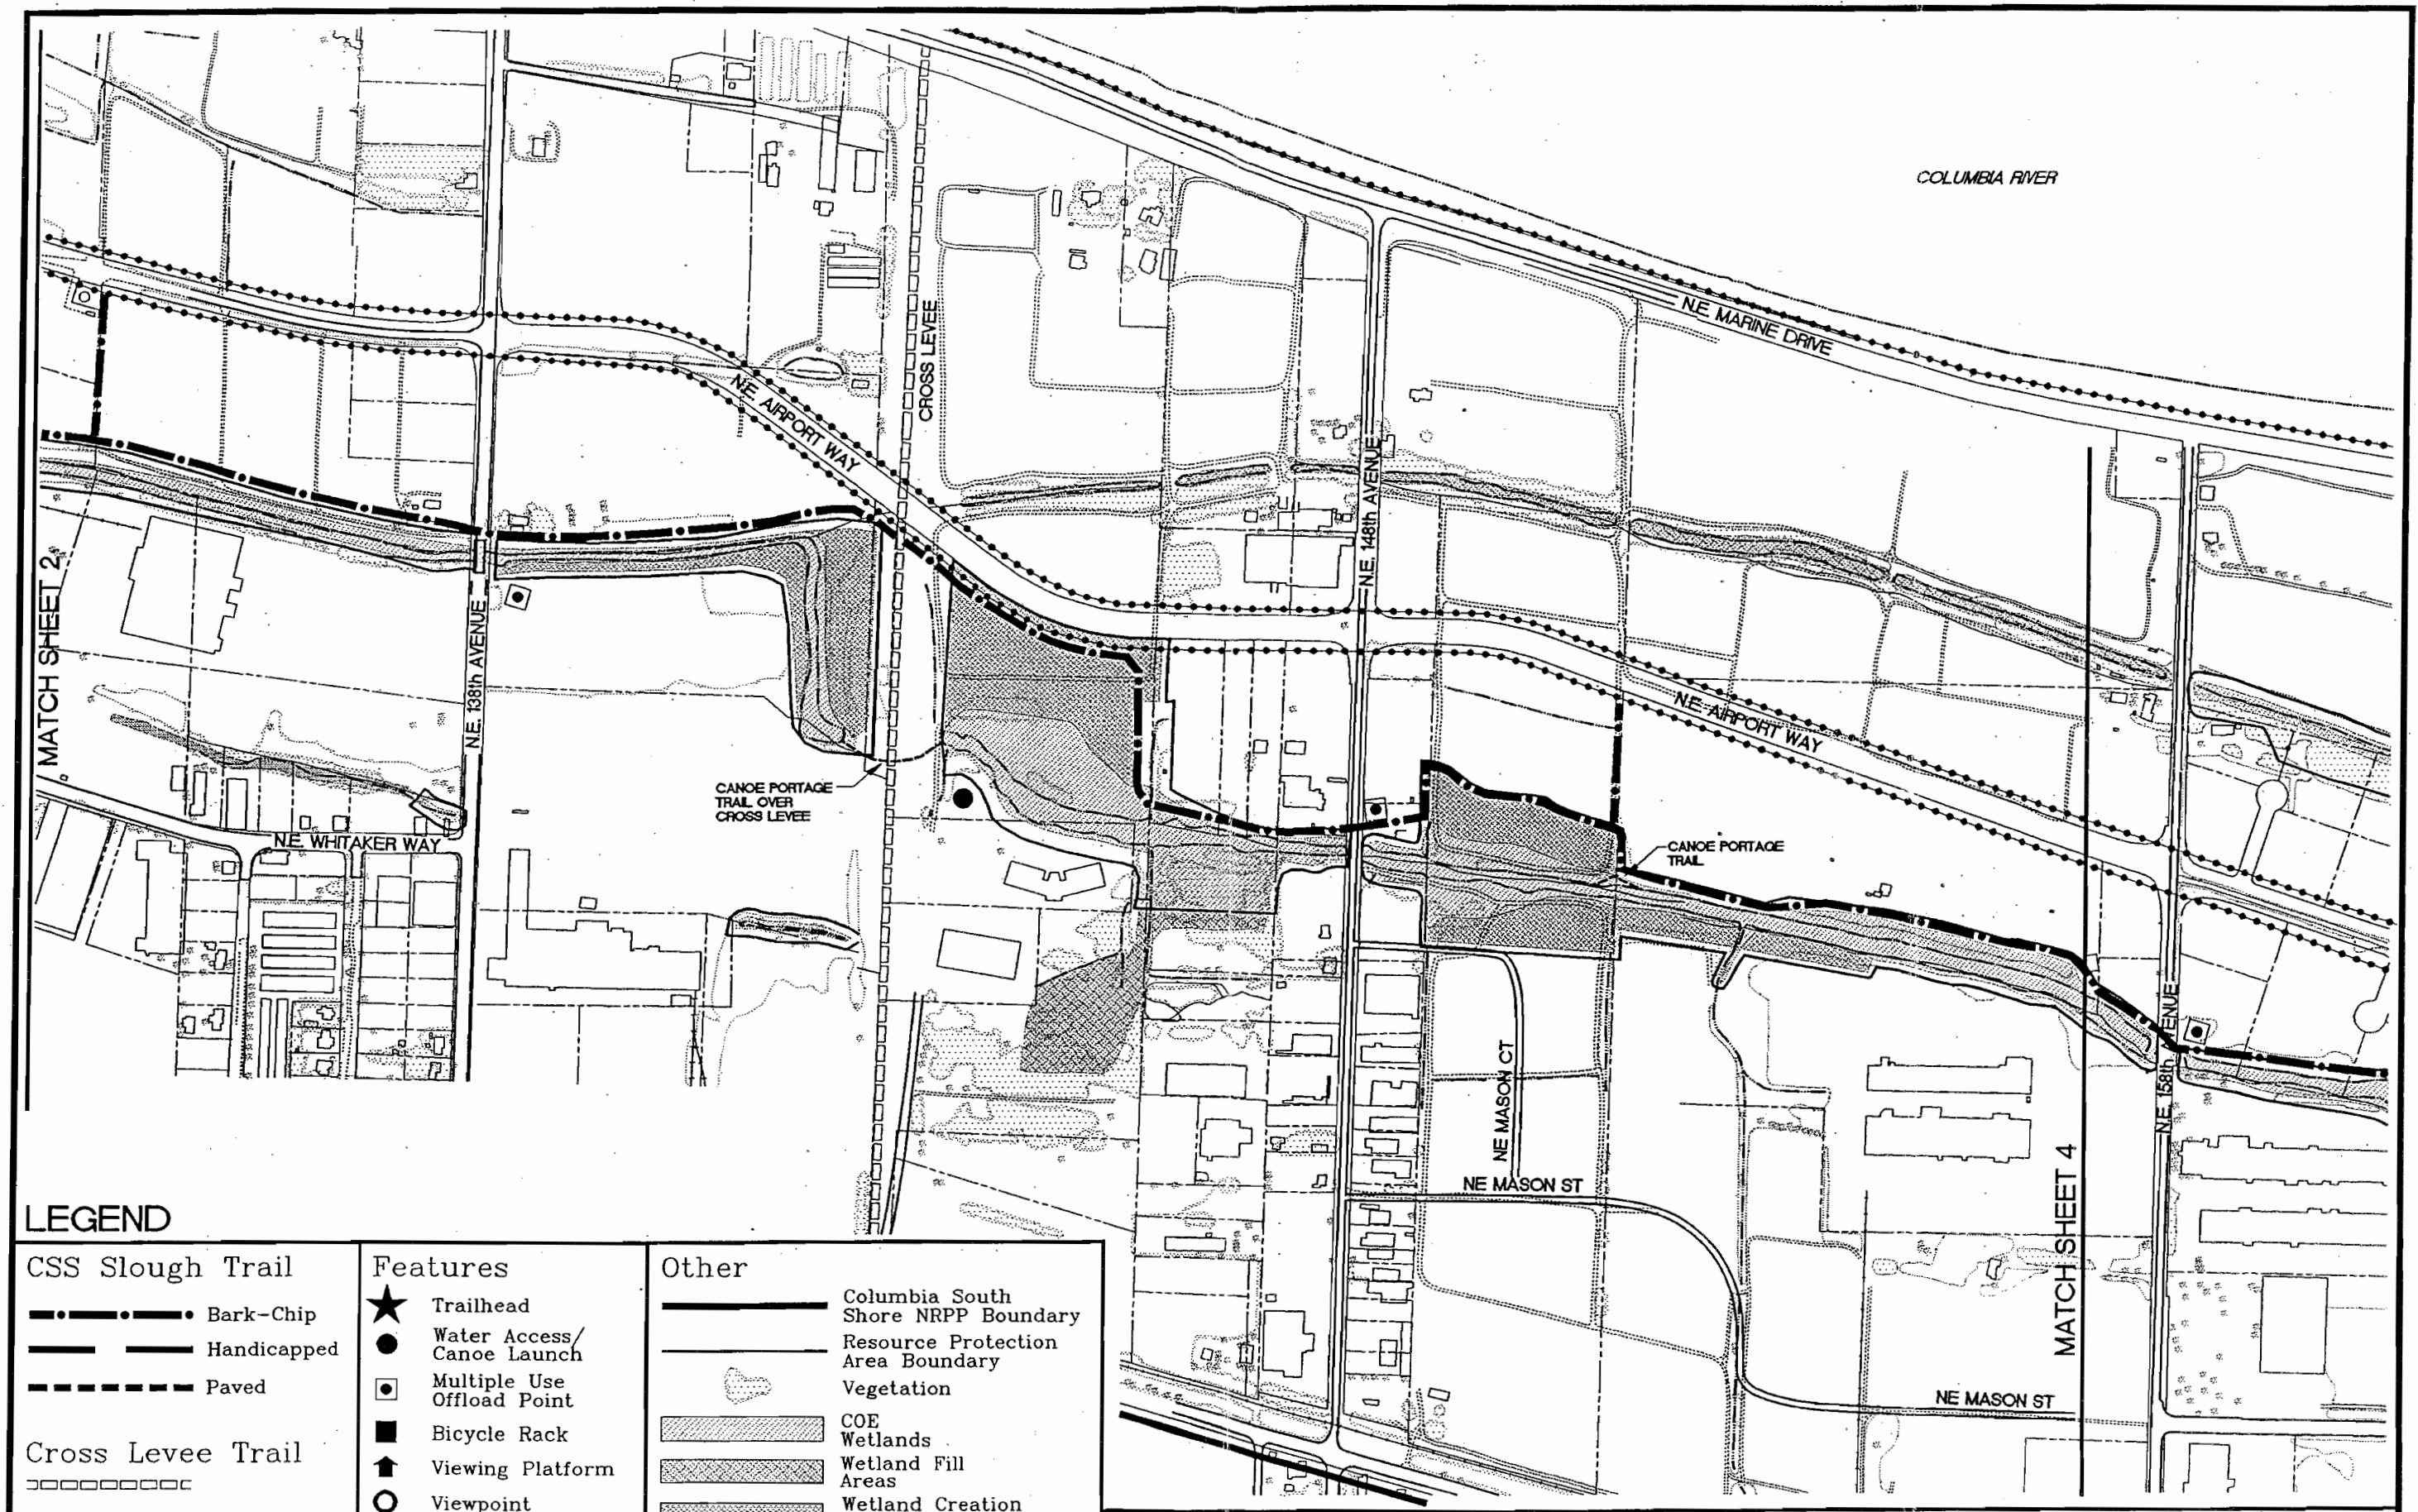 COLUMBIA RIVER
N.E. MARINE DRIVE
CROSS LEVEE
N.E. AIRPORT WAY
N.E. 148th AVENUE
MATCH SHEET 2
N.E. 138th AVENUE
N.E. AIRPORT WAY
CANOE PORTAGE
TRAIL OVER
CROSS LEVEE
N.E. WHITAKER WAY
CANOE PORTAGE
TRAIL
N.E. 158th AVENUE
NE MASON CT
NE MASON ST
MATCH SHEET 4
NE MASON ST
LEGEND
CSS Slough Trail
Bark-Chip
Handicapped
Paved
Cross Levee Trail
Features
Trailhead
Water Access/
Canoe Launch
Multiple Use
Offload Point
Bicycle Rack
Viewing Platform
Viewpoint
Other
Columbia South
Shore NRPP Boundary
Resource Protection
Area Boundary
Vegetation
COE
Wetlands
Wetland Fill
Areas
Wetland Creation